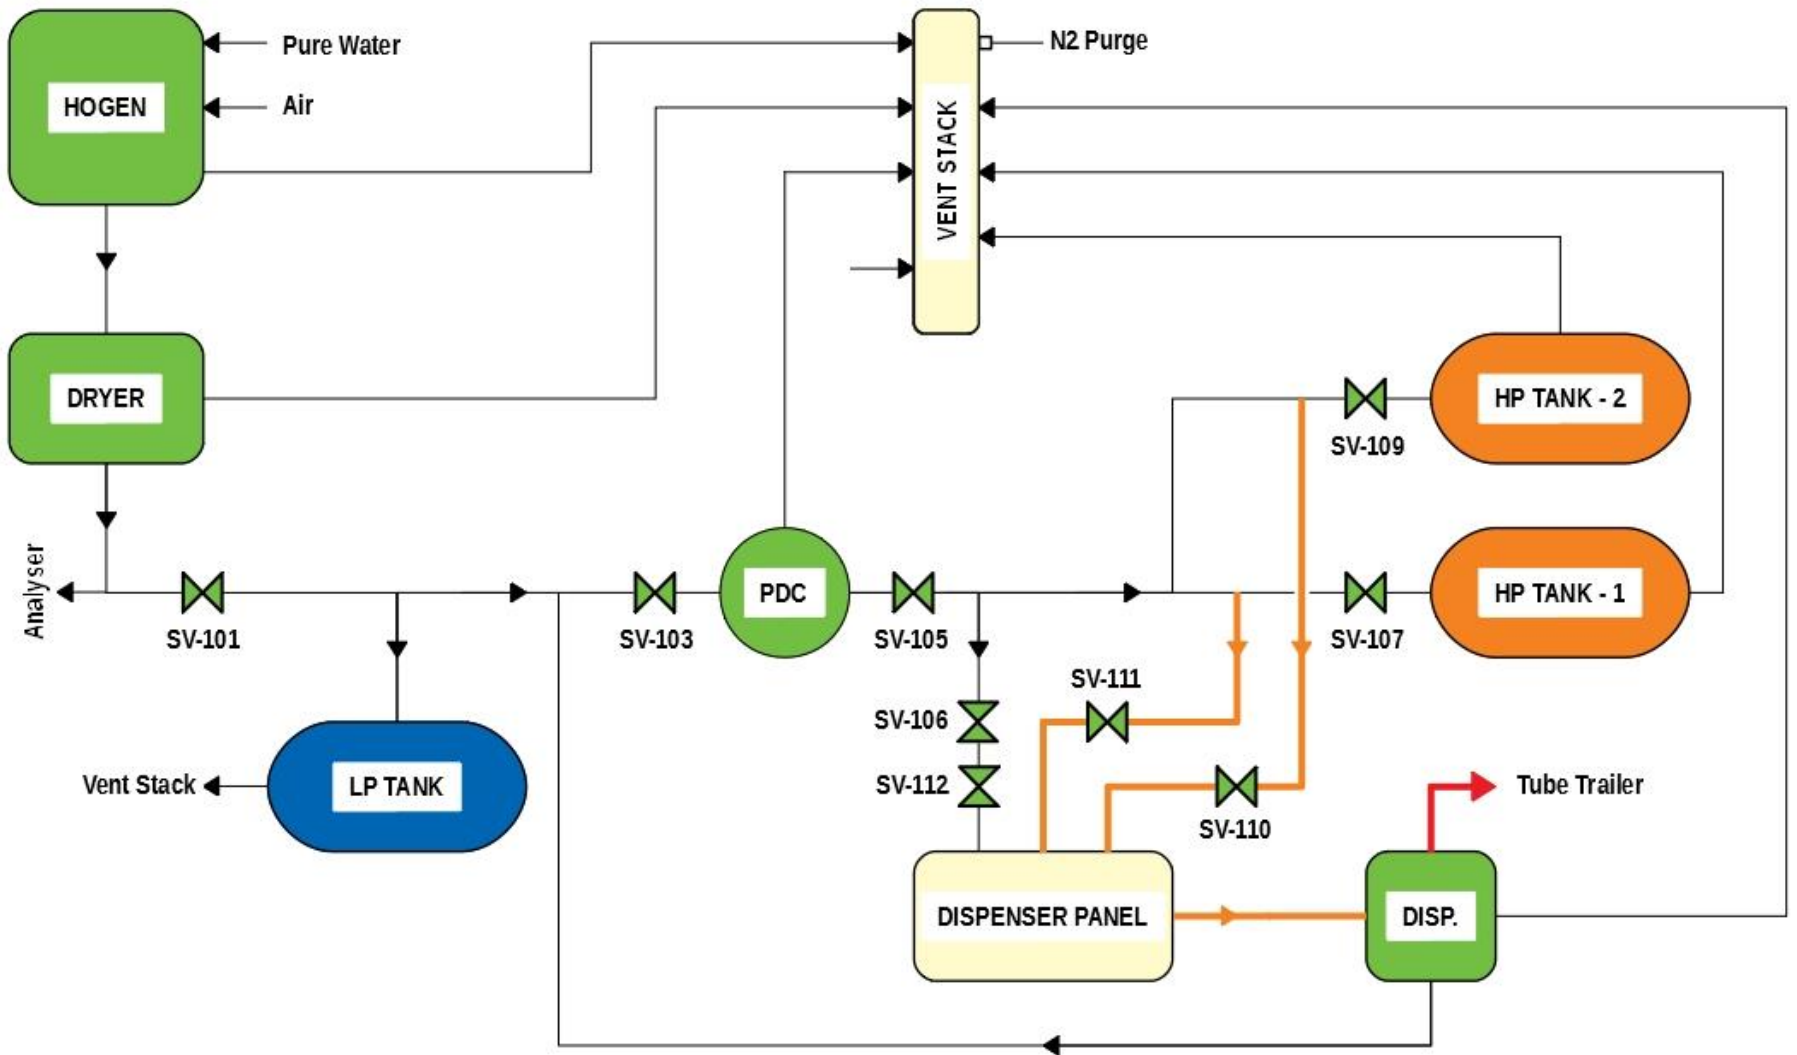 Pure Water
N2 Purge
HOGEN
Air
VENT STACK
DRYER
HP TANK - 2
SV-109
Analyser
PDC
HP TANK - 1
SV-101
SV-103
SV-105
SV-107
SV-111
SV-106
Vent Stack
LP TANK
SV-112
Tube Trailer
SV-110
DISPENSER PANEL
DISP.